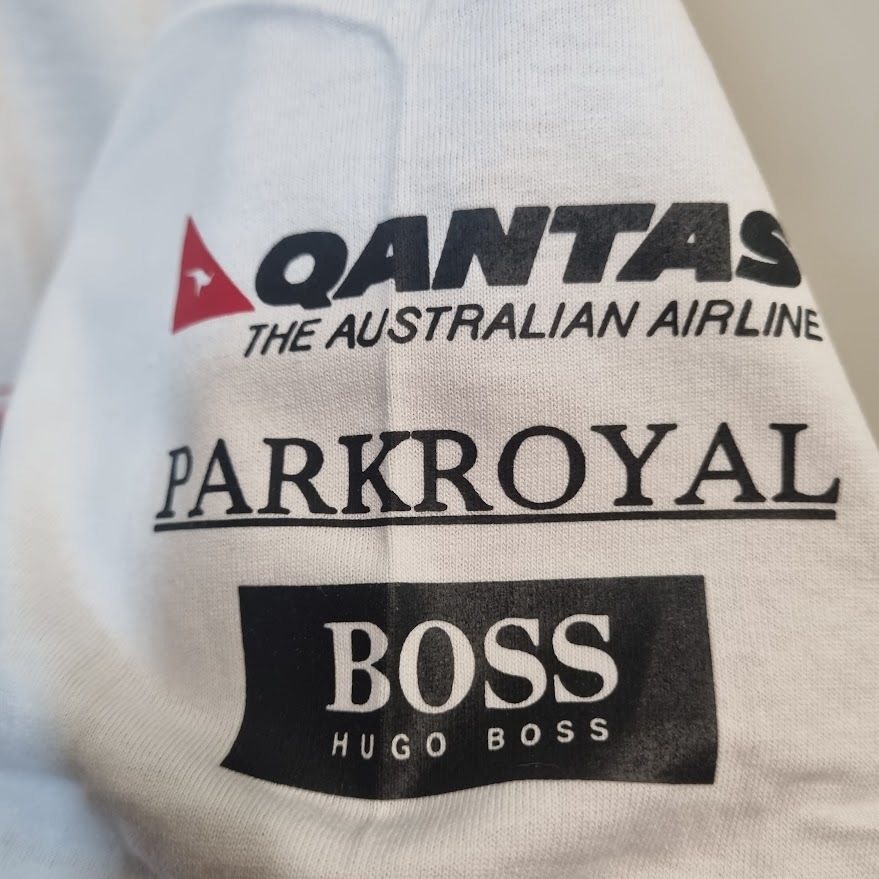 QANTAS
THE AUSTRALIAN AIRLINE
PARKROYAL
BOSS
HUGO BOSS